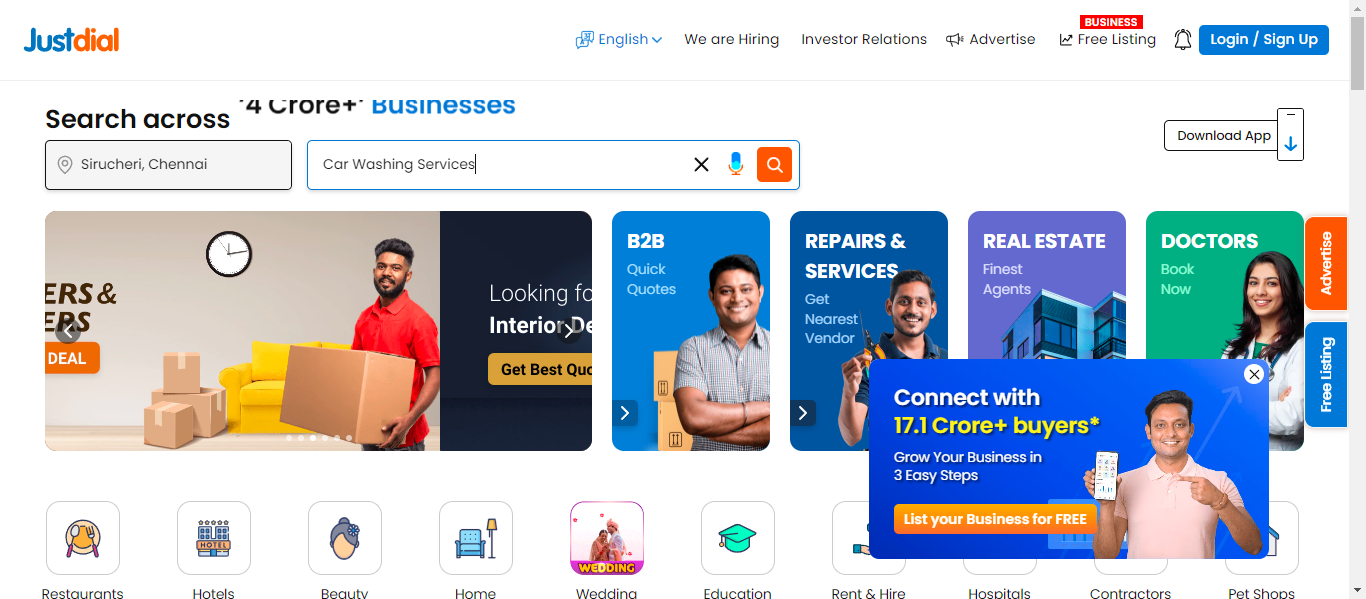 Justdial
English
We are Hiring
Investor Relations
Advertise
BUSINESS
Free Listing
Login / Sign Up
Search across
'4 Crore+' Businesses
Sirucheri, Chennai
Car Washing Services
Download App
DEAL
Looking fo
Interior De
Get Best Quo
B2B
Quick
Quotes
REPAIRS &
SERVICES
Get
Nearest
Vendor
REAL ESTATE
Finest
Agents
DOCTORS
Book
Now
Advertise
Free Listing
Connect with
17.1 Crore+ buyers*
Grow Your Business in
3 Easy Steps
List your Business for FREE
HOTEL
WEDDING
Restaurants
Hotels
Beauty
Home
Wedding
Education
Rent & Hire
Hospitals
Contractors
Pet Shops